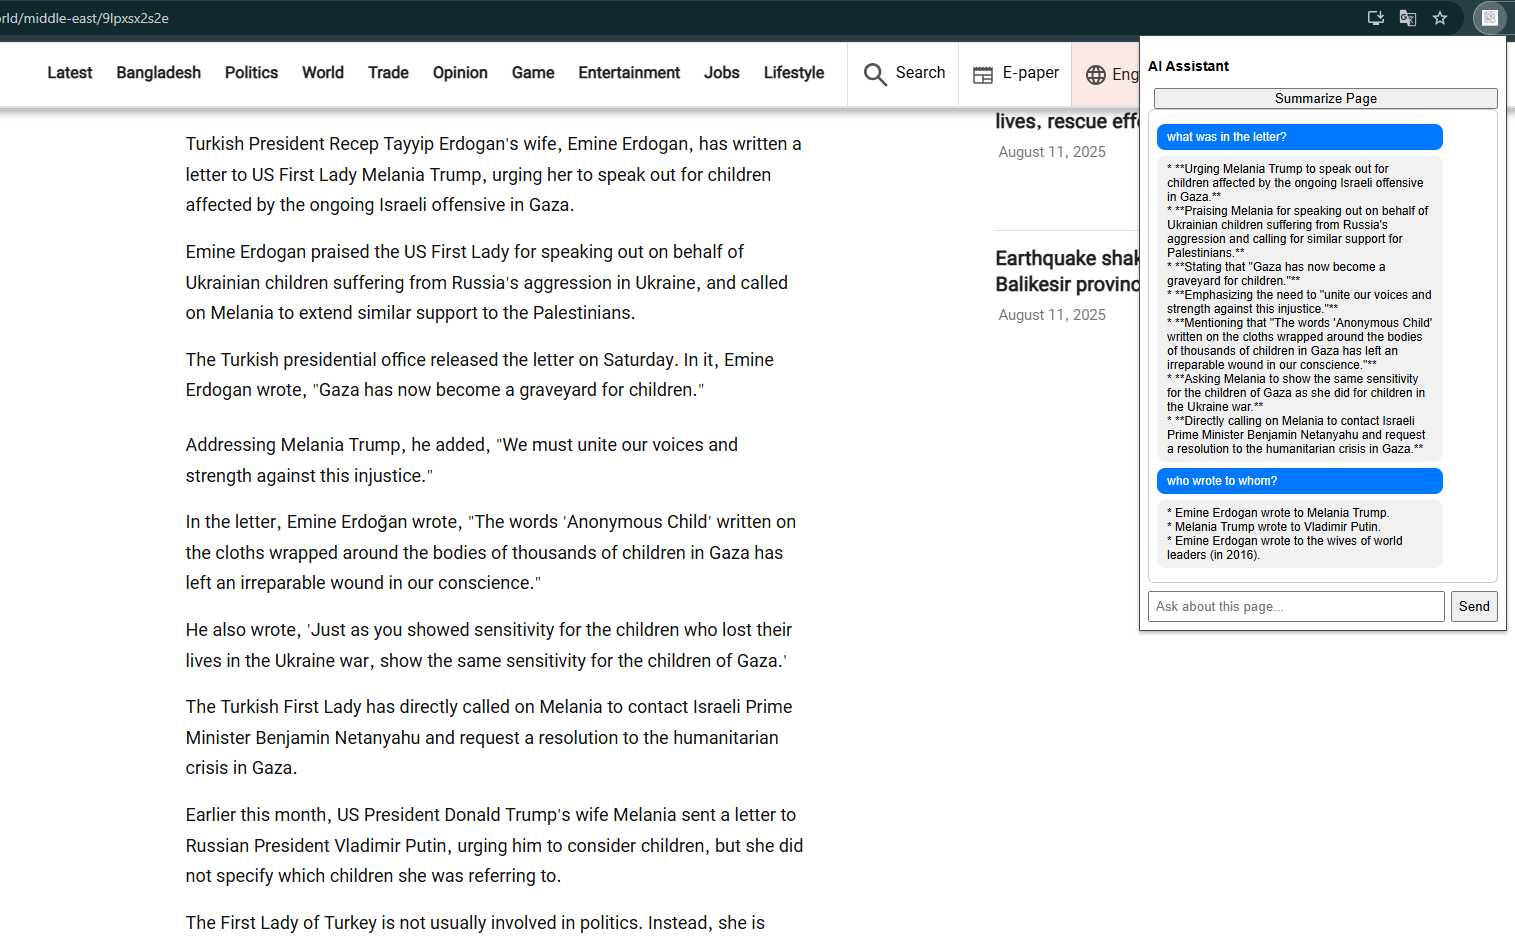 rld/middle-east/9lpxsx2s2e
Latest Bangladesh Politics World Trade Opinion Game Entertainment Jobs Lifestyle Search E-paper Eng
Turkish President Recep Tayyip Erdogan's wife, Emine Erdogan, has written a
letter to US First Lady Melania Trump, urging her to speak out for children
affected by the ongoing Israeli offensive in Gaza.
Emine Erdogan praised the US First Lady for speaking out on behalf of
Ukrainian children suffering from Russia's aggression in Ukraine, and called
on Melania to extend similar support to the Palestinians.
The Turkish presidential office released the letter on Saturday. In it, Emine
Erdogan wrote, "Gaza has now become a graveyard for children."
Addressing Melania Trump, he added, "We must unite our voices and
strength against this injustice."
In the letter, Emine Erdoğan wrote, "The words 'Anonymous Child' written on
the cloths wrapped around the bodies of thousands of children in Gaza has
left an irreparable wound in our conscience."
He also wrote, 'Just as you showed sensitivity for the children who lost their
lives in the Ukraine war, show the same sensitivity for the children of Gaza.'
The Turkish First Lady has directly called on Melania to contact Israeli Prime
Minister Benjamin Netanyahu and request a resolution to the humanitarian
crisis in Gaza.
Earlier this month, US President Donald Trump's wife Melania sent a letter to
Russian President Vladimir Putin, urging him to consider children, but she did
not specify which children she was referring to.
The First Lady of Turkey is not usually involved in politics. Instead, she is
lives, rescue eff
August 11, 2025
Earthquake shak
Balikesir provinc
August 11, 2025
AI Assistant
Summarize Page
what was in the letter?
* **Urging Melania Trump to speak out for
children affected by the ongoing Israeli offensive
in Gaza.**
* **Praising Melania for speaking out on behalf of
Ukrainian children suffering from Russia's
aggression and calling for similar support for
Palestinians.**
* **Stating that "Gaza has now become a
graveyard for children."**
* **Emphasizing the need to "unite our voices and
strength against this injustice."**
* **Mentioning that "The words 'Anonymous Child'
written on the cloths wrapped around the bodies
of thousands of children in Gaza has left an
irreparable wound in our conscience."**
* **Asking Melania to show the same sensitivity
for the children of Gaza as she did for children in
the Ukraine war.**
* **Directly calling on Melania to contact Israeli
Prime Minister Benjamin Netanyahu and request
a resolution to the humanitarian crisis in Gaza.**
who wrote to whom?
* Emine Erdogan wrote to Melania Trump.
* Melania Trump wrote to Vladimir Putin.
* Emine Erdogan wrote to the wives of world
leaders (in 2016).
Ask about this page...
Send